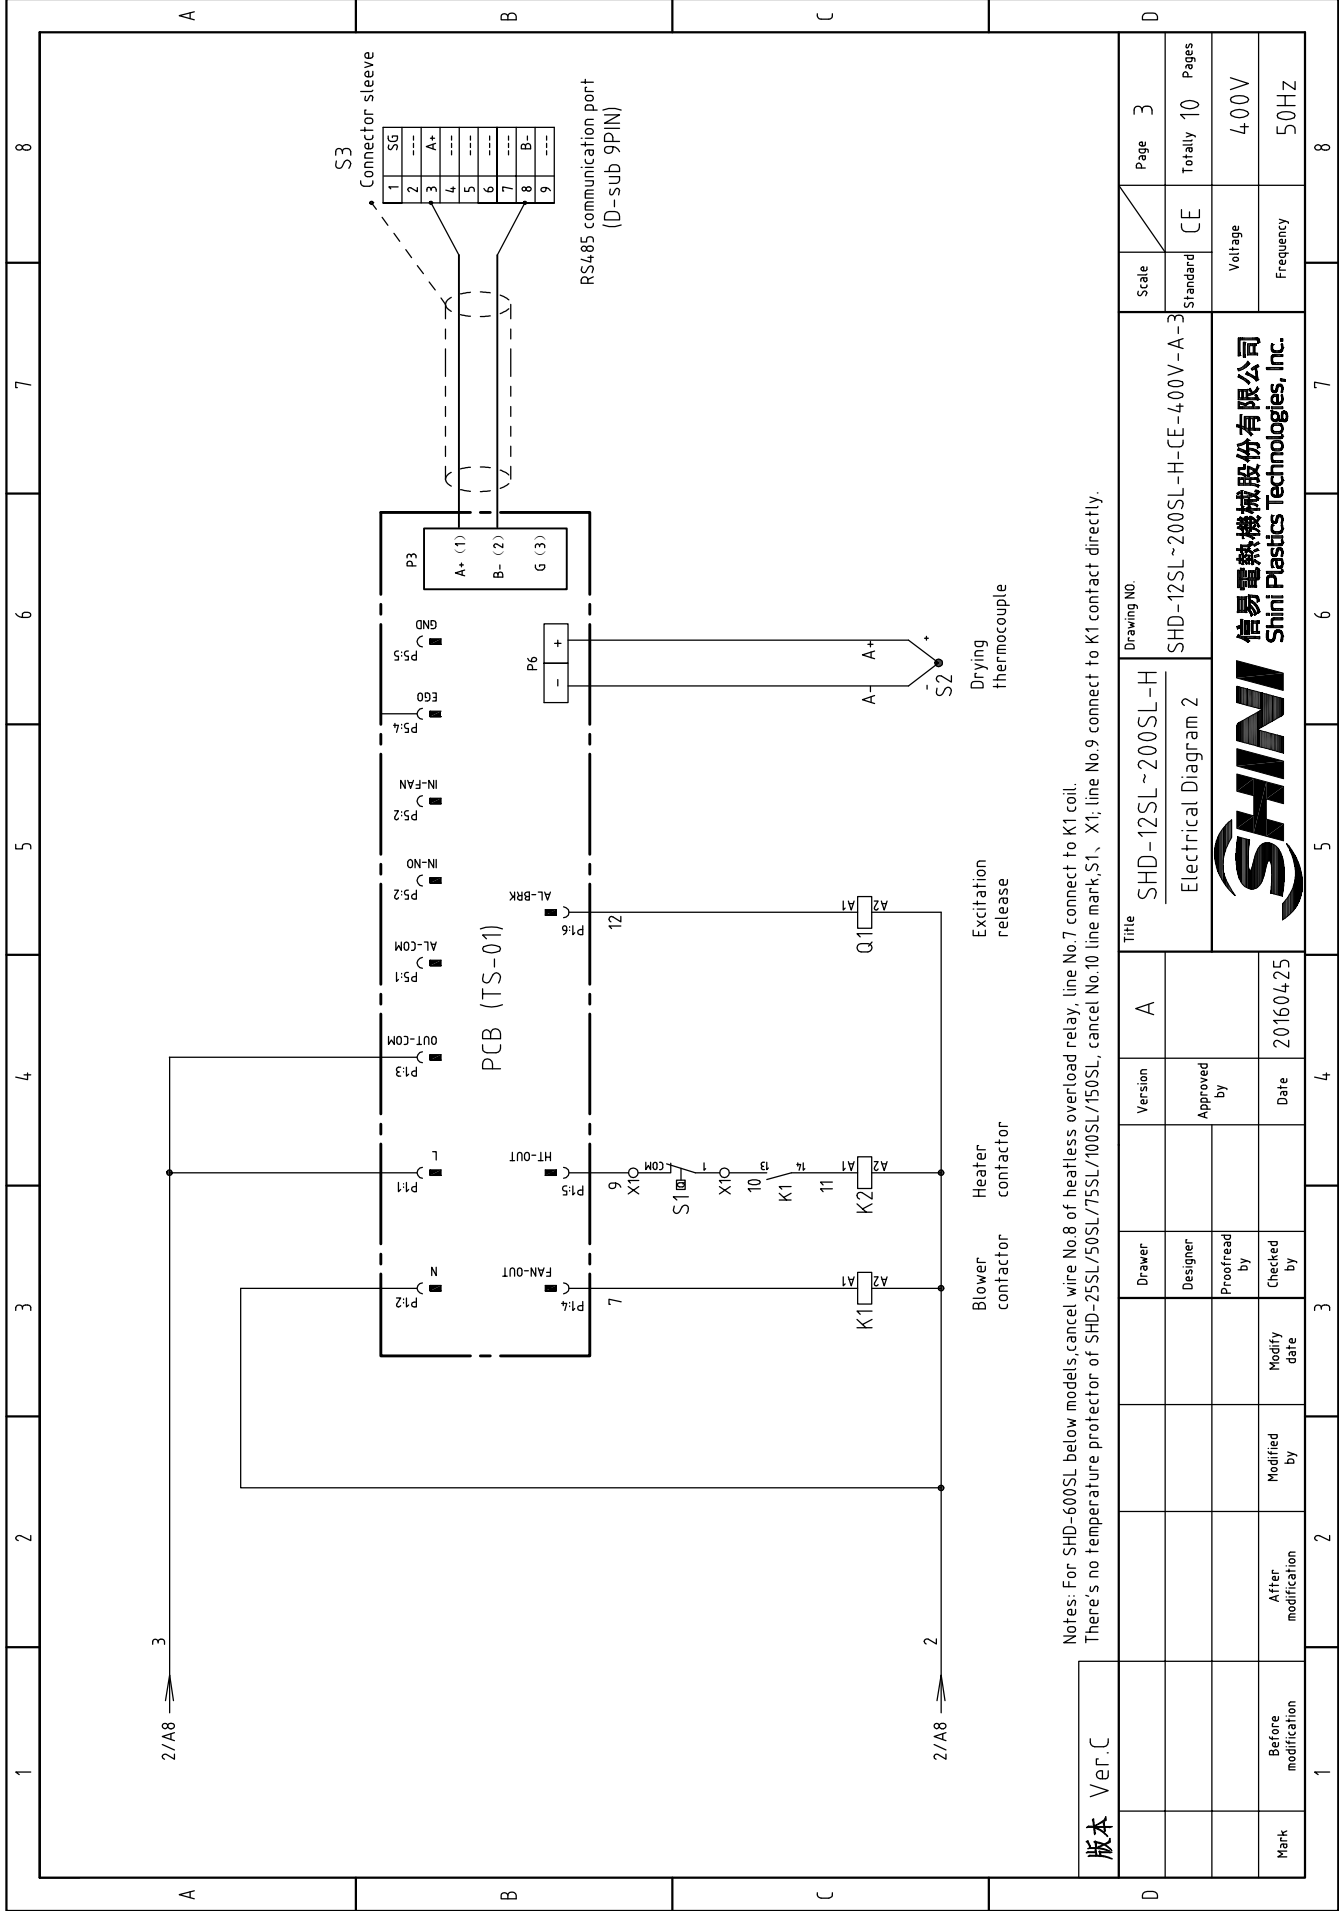 1 2 3 4 5 6 7 8
A
B
C
D
A
B
C
D
2/A8
3
2/A8
2
P1:2
N
P1:1
L
P1:3
OUT-COM
P5:1
AL-COM
P5:2
IN-NO
P5:2
IN-FAN
P5:4
EGO
P5:5
GND
PCB (TS-01)
FAN-OUT
P1:4
7
HT-OUT
P1:5
9
X1
COM
S1
1
X1
10
13
K1
14
11
AL-BRK
P1:6
12
A1
K1
A2
A1
K2
A2
A1
Q1
A2
Blower
contactor
Heater
contactor
Excitation
release
P6
- +
A- A+
- +
S2
Drying
thermocouple
P3
A+ (1)
B- (2)
G (3)
S3
Connector sleeve
1 SG
2 ---
3 A+
4 ---
5 ---
6 ---
7 ---
8 B-
9 ---
RS485 communication port
(D-sub 9PIN)
Notes: For SHD-600SL below models,cancel wire No.8 of heatless overload relay, line No.7 connect to K1 coil.
There's no temperature protector of SHD-25SL/50SL/75SL/100SL/150SL, cancel No.10 line mark,S1、X1; line No.9 connect to K1 contact directly.
版本 Ver.C
Mark
Before
modification
After
modification
Modified
by
Modify
date
Drawer
Designer
Proofread
by
Checked
by
Version A
Approved
by
Date 20160425
Title
SHD-12SL~200SL-H
Electrical Diagram 2
Drawing NO.
SHD-12SL~200SL-H-CE-400V-A-3
SHINI
信易電熱機械股份有限公司
Shini Plastics Technologies, Inc.
Scale
Page 3
Standard CE
Totally 10 Pages
Voltage 400V
Frequency 50HZ
1 2 3 4 5 6 7 8